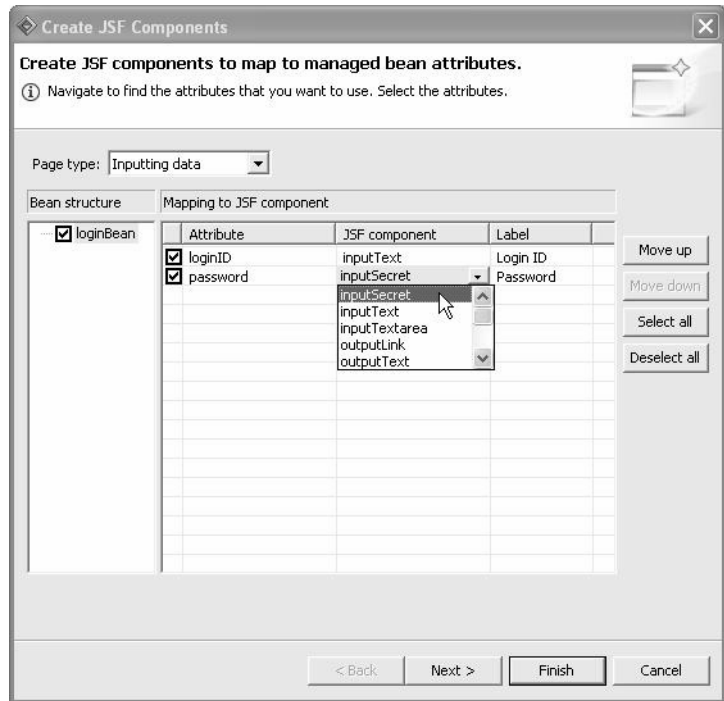 Create JSF Components
Create JSF components to map to managed bean attributes.
Navigate to find the attributes that you want to use. Select the attributes.
Page type: Inputting data
Bean structure Mapping to JSF component
loginBean
Attribute JSF component Label
loginID inputText Login ID
password inputSecret Password
inputSecret
inputText
inputTextarea
outputLink
outputText
Move up
Move down
Select all
Deselect all
< Back Next > Finish Cancel